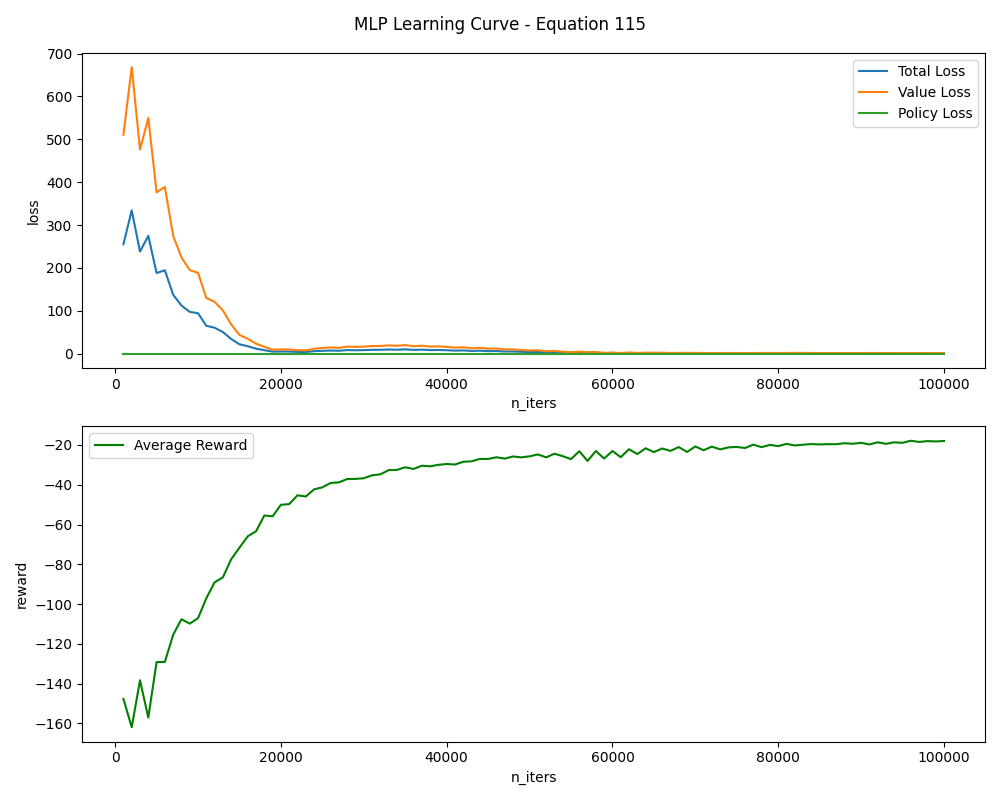 MLP Learning Curve - Equation 115
700
600
500
400
300
200
100
0
loss
Total Loss
Value Loss
Policy Loss
0 20000 40000 60000 80000 100000
n_iters
Average Reward
−20
−40
−60
−80
−100
−120
−140
−160
reward
0 20000 40000 60000 80000 100000
n_iters